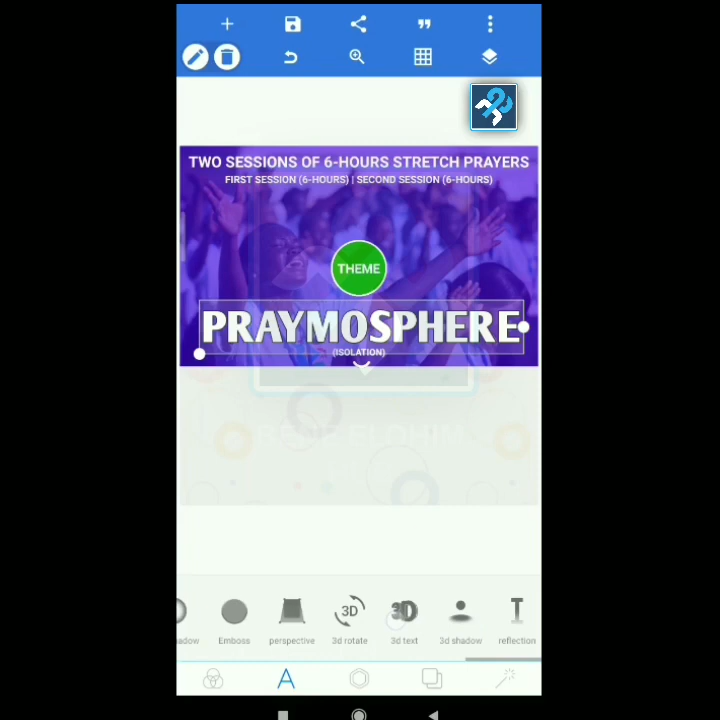 TWO SESSIONS OF 6-HOURS STRETCH PRAYERS
FIRST SESSION (6-HOURS) | SECOND SESSION (6-HOURS)
THEME
PRAYMOSPHERE
(ISOLATION)
adow Emboss perspective 3d rotate 3d text 3d shadow reflection